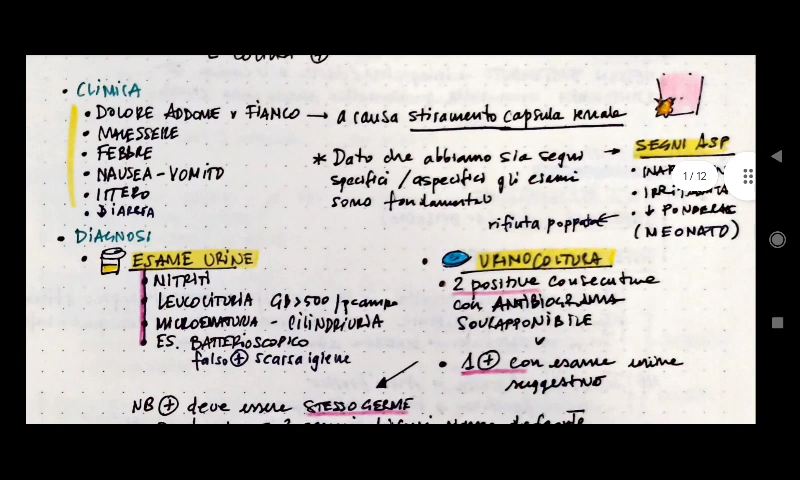 • CLINICA
• DOLORE ADDOME v FIANCO → a causa stiramento capsula renale
• MALESSERE
• FEBBRE
• NAUSEA - VOMITO
• ITTERO
• DIARREA
* Dato che abbiamo sia segni →
specifici / aspecifici gli esami
sono fondamentali
SEGNI ASP
1 / 12
• ↓ PONDERALE
(NEONATO)
rifiuta poppate
• DIAGNOSI
• ESAME URINE
• NITRITI
• LEUCOCITURIA GB > 500 / campo
• MICROEMATURIA - CILINDRURIA
• ES. BATTERIOSCOPICO
falso ⊕ scarsa igiene
• URINOCOLTURA
• 2 positive consecutive
con ANTIBIOGRAMA
SOVRAPPONIBILE
• 1 ⊕ con esame urine
suggestivo
NB ⊕ deve essere STESSO GERME